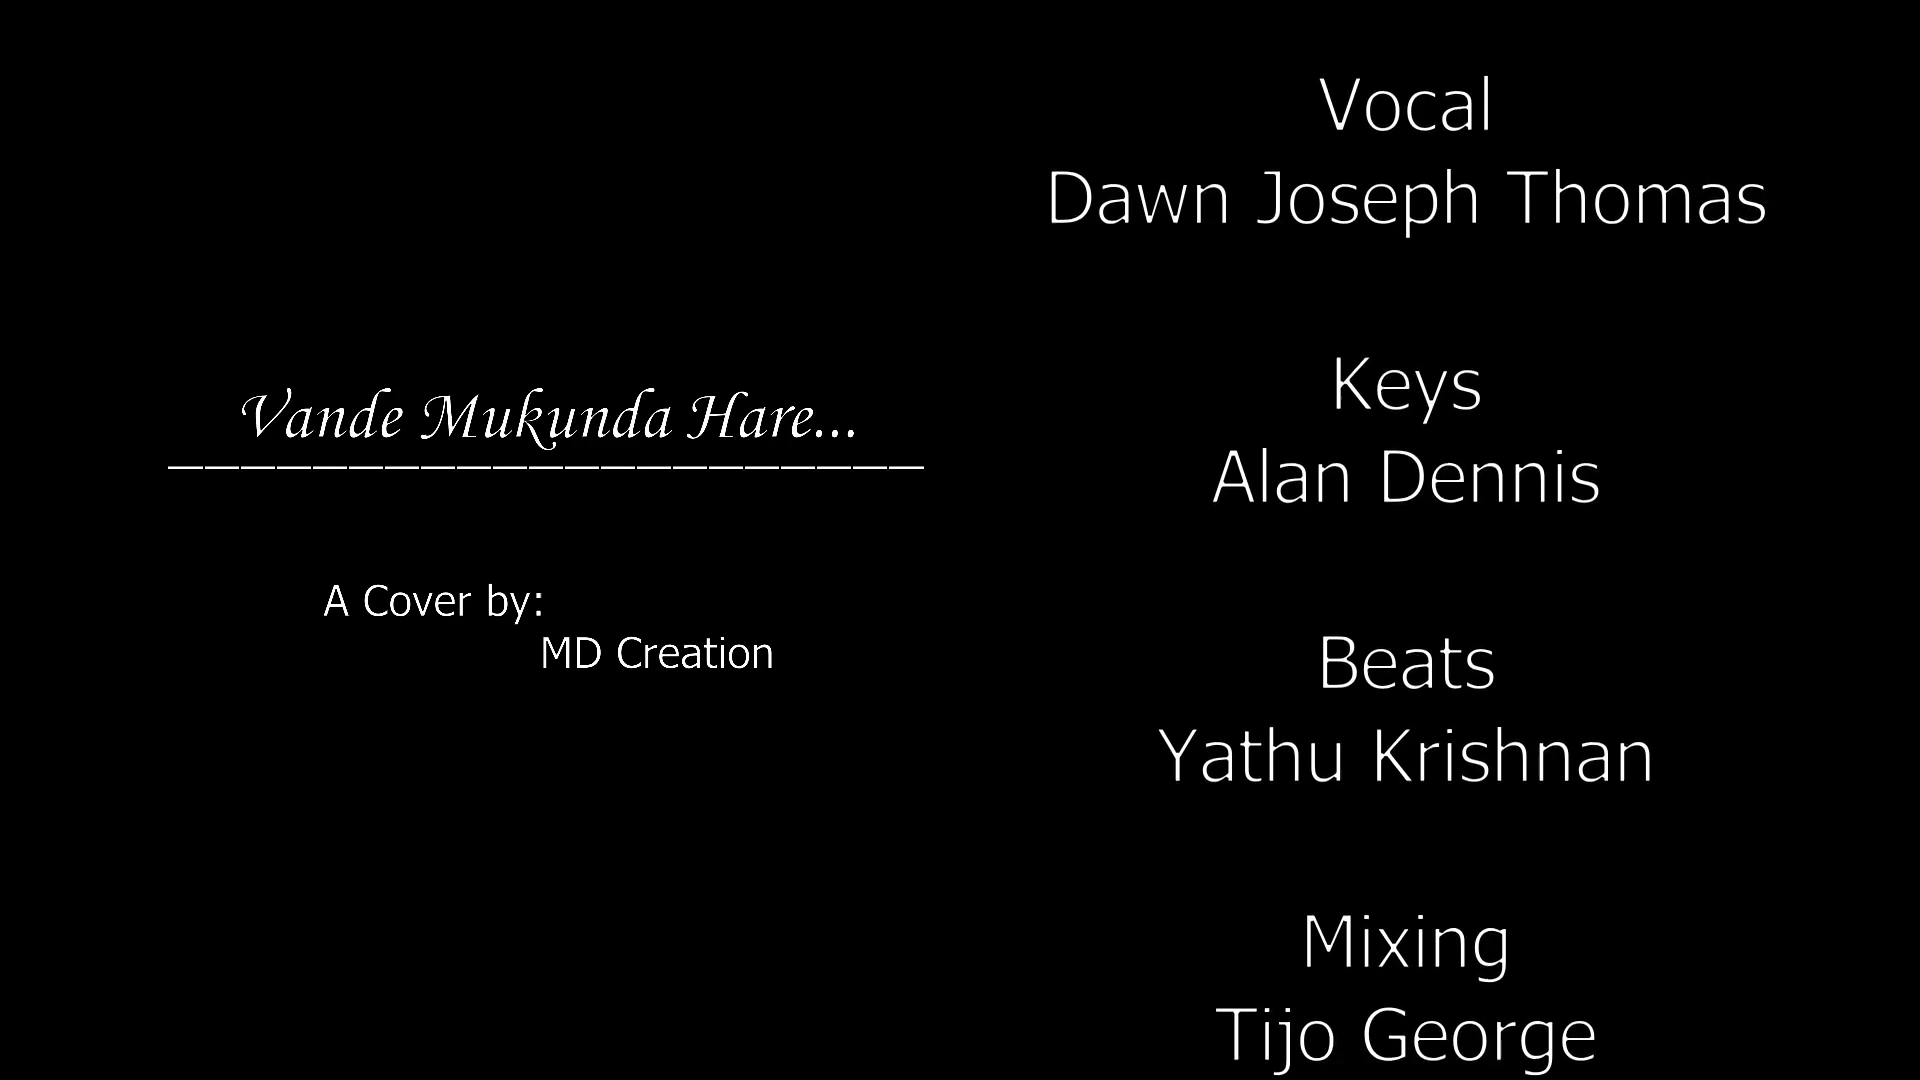 Vande Mukunda Hare...
A Cover by:
MD Creation
Vocal
Dawn Joseph Thomas
Keys
Alan Dennis
Beats
Yathu Krishnan
Mixing
Tijo George